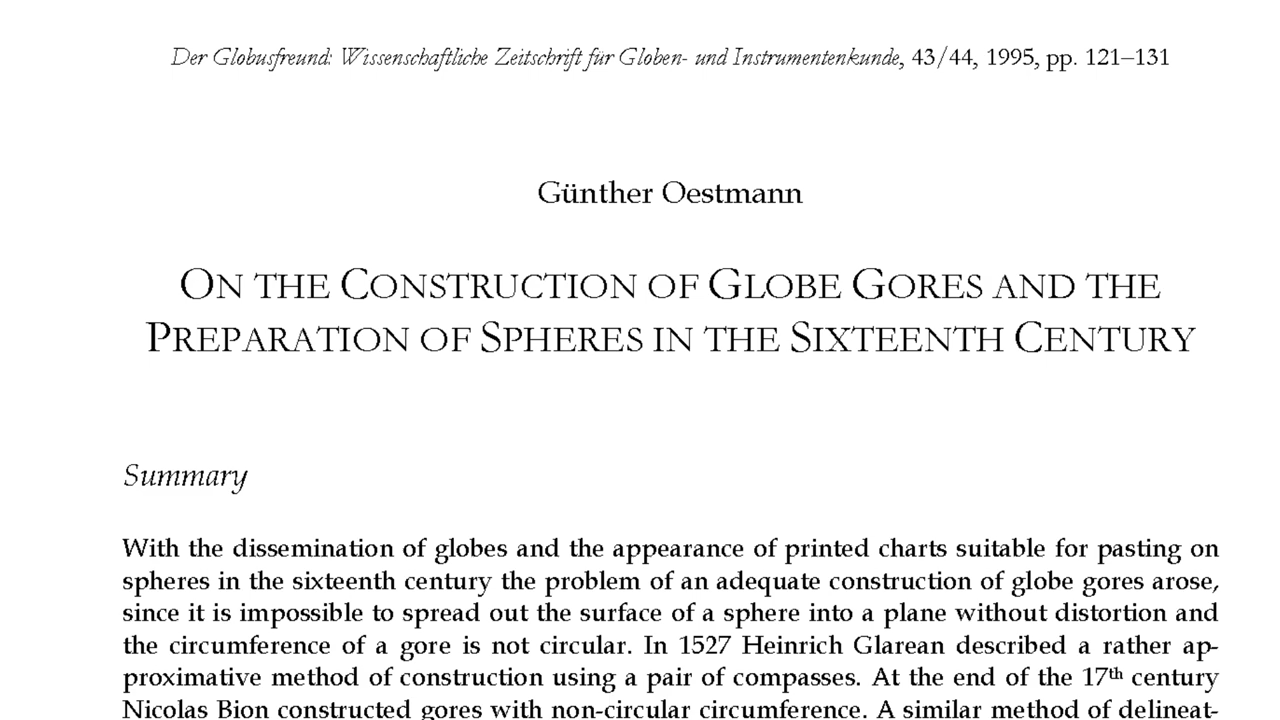 Der Globusfreund: Wissenschaftliche Zeitschrift für Globen- und Instrumentenkunde, 43/44, 1995, pp. 121–131
Günther Oestmann
ON THE CONSTRUCTION OF GLOBE GORES AND THE
PREPARATION OF SPHERES IN THE SIXTEENTH CENTURY
Summary
With the dissemination of globes and the appearance of printed charts suitable for pasting on
spheres in the sixteenth century the problem of an adequate construction of globe gores arose,
since it is impossible to spread out the surface of a sphere into a plane without distortion and
the circumference of a gore is not circular. In 1527 Heinrich Glarean described a rather ap-
proximative method of construction using a pair of compasses. At the end of the 17th century
Nicolas Bion constructed gores with non-circular circumference. A similar method of delineat-